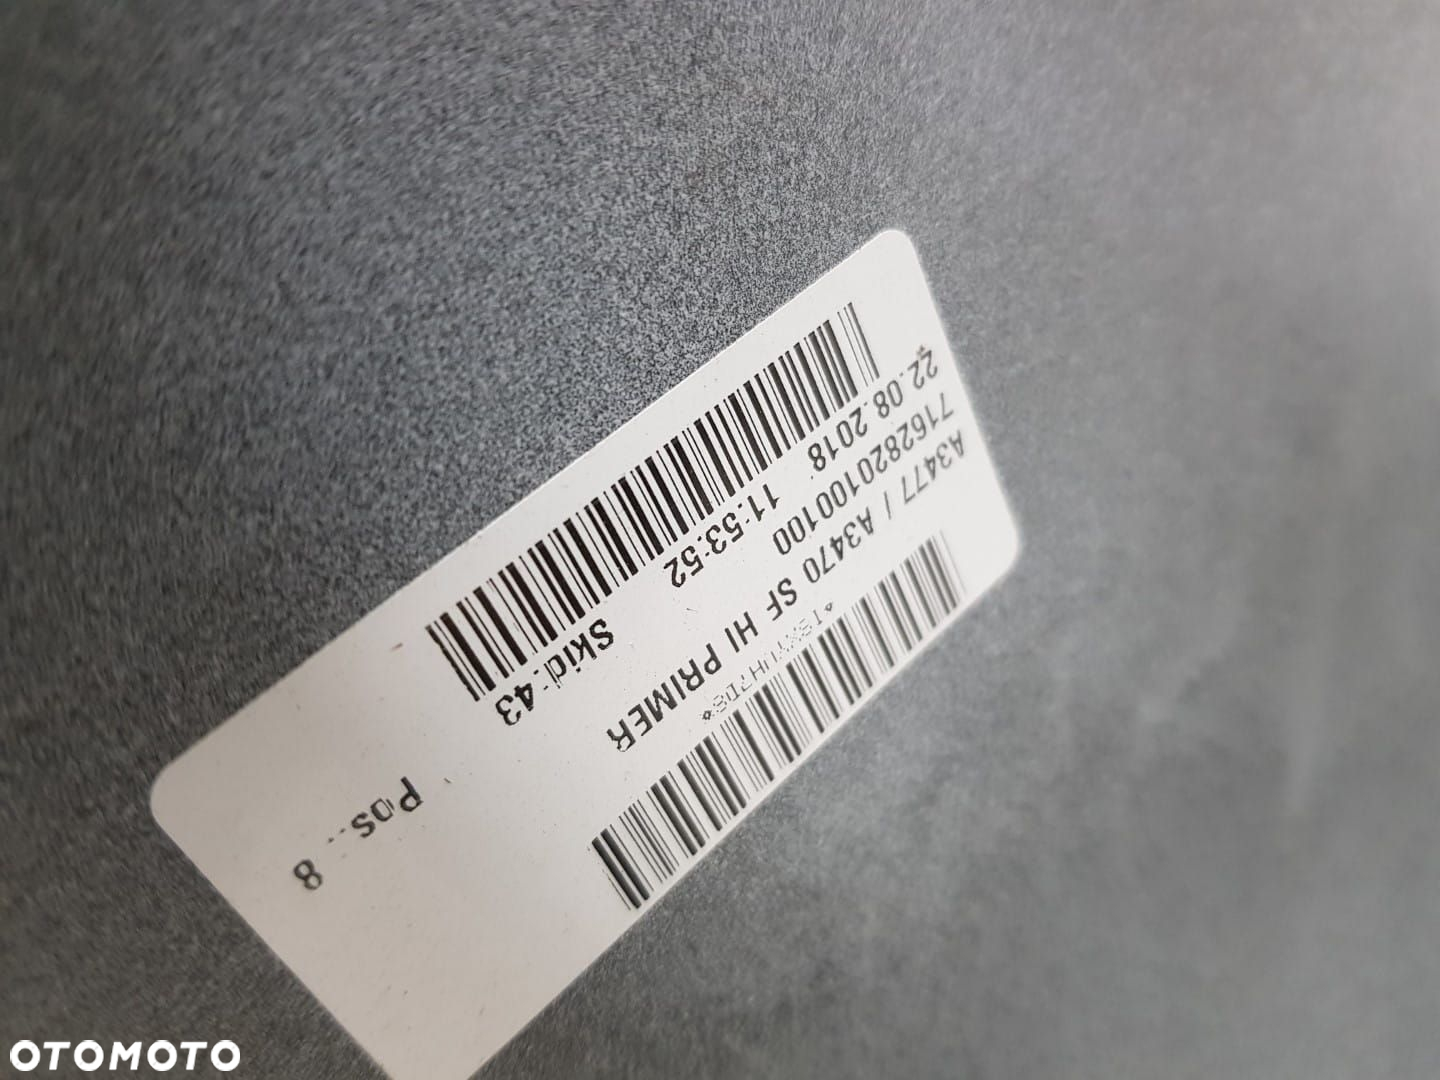 A3477 / A3470 SF HI PRIMER
7162820100100
22.08.2018 11:53:52 Skid: 43 Pos.: 8
OTOMOTO